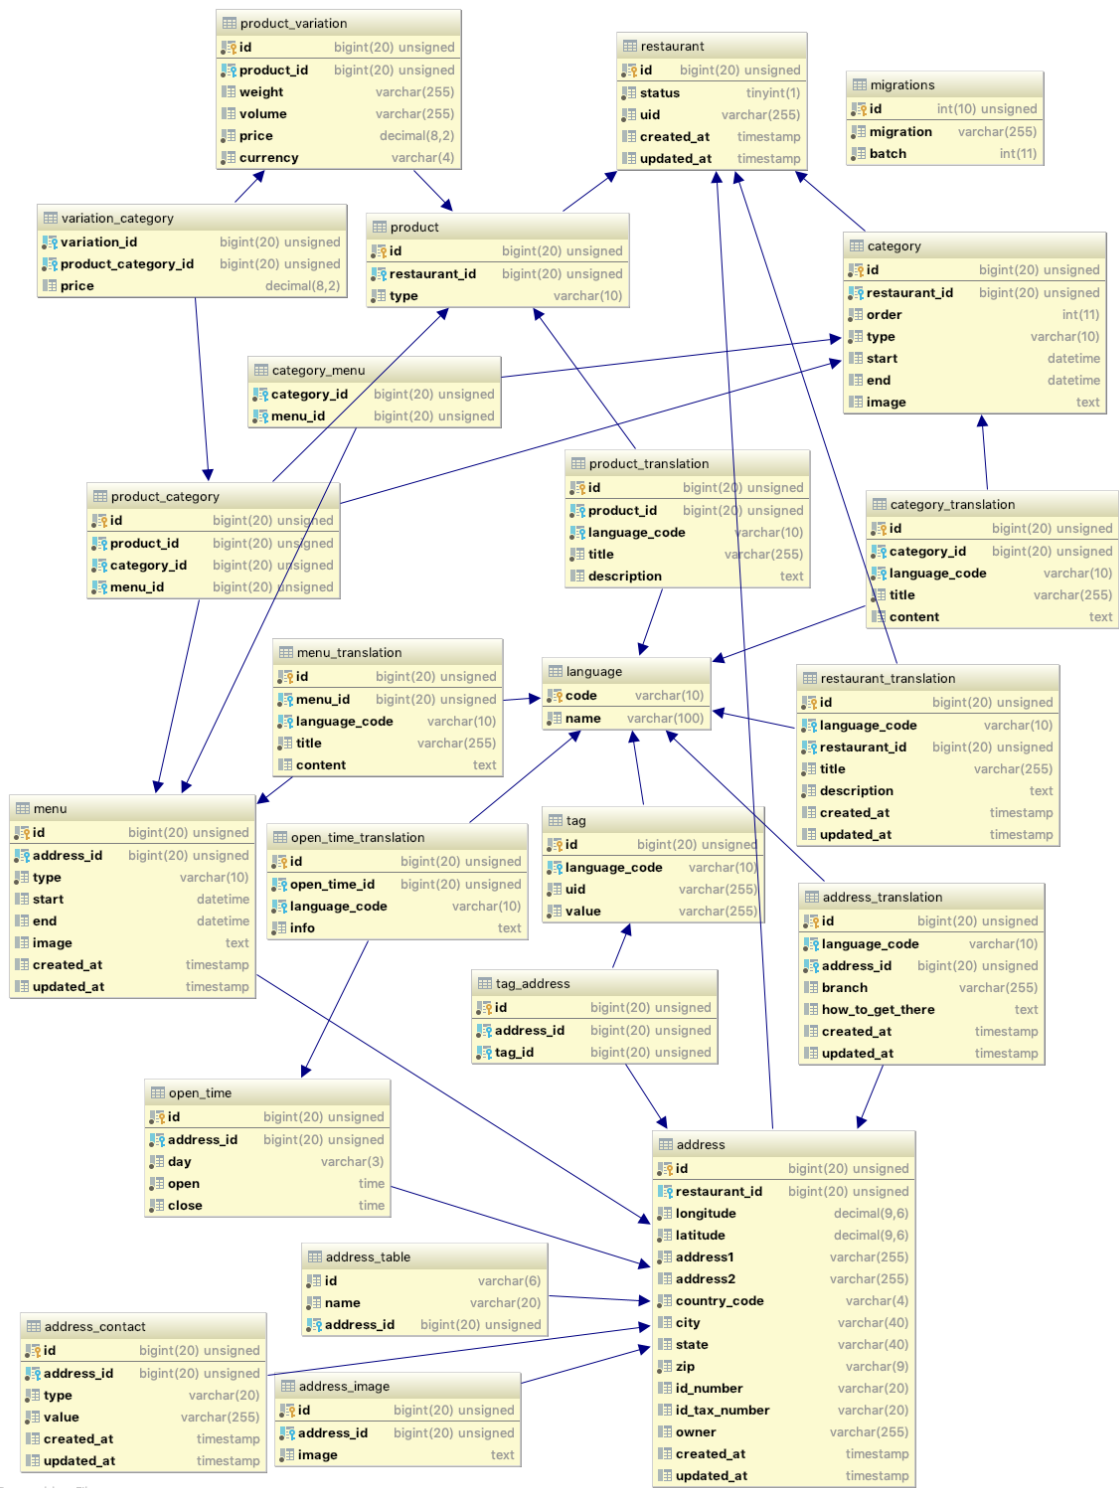 product_variation
id bigint(20) unsigned
product_id bigint(20) unsigned
weight varchar(255)
volume varchar(255)
price decimal(8,2)
currency varchar(4)
restaurant
id bigint(20) unsigned
status tinyint(1)
uid varchar(255)
created_at timestamp
updated_at timestamp
migrations
id int(10) unsigned
migration varchar(255)
batch int(11)
variation_category
variation_id bigint(20) unsigned
product_category_id bigint(20) unsigned
price decimal(8,2)
product
id bigint(20) unsigned
restaurant_id bigint(20) unsigned
type varchar(10)
category
id bigint(20) unsigned
restaurant_id bigint(20) unsigned
order int(11)
type varchar(10)
start datetime
end datetime
image text
category_menu
category_id bigint(20) unsigned
menu_id bigint(20) unsigned
product_translation
id bigint(20) unsigned
product_id bigint(20) unsigned
language_code varchar(10)
title varchar(255)
description text
product_category
id bigint(20) unsigned
product_id bigint(20) unsigned
category_id bigint(20) unsigned
menu_id bigint(20) unsigned
category_translation
id bigint(20) unsigned
category_id bigint(20) unsigned
language_code varchar(10)
title varchar(255)
content text
menu_translation
id bigint(20) unsigned
menu_id bigint(20) unsigned
language_code varchar(10)
title varchar(255)
content text
language
code varchar(10)
name varchar(100)
restaurant_translation
id bigint(20) unsigned
language_code varchar(10)
restaurant_id bigint(20) unsigned
title varchar(255)
description text
created_at timestamp
updated_at timestamp
menu
id bigint(20) unsigned
address_id bigint(20) unsigned
type varchar(10)
start datetime
end datetime
image text
created_at timestamp
updated_at timestamp
open_time_translation
id bigint(20) unsigned
open_time_id bigint(20) unsigned
language_code varchar(10)
info text
tag
id bigint(20) unsigned
language_code varchar(10)
uid varchar(255)
value varchar(255)
address_translation
id bigint(20) unsigned
language_code varchar(10)
address_id bigint(20) unsigned
branch varchar(255)
how_to_get_there text
created_at timestamp
updated_at timestamp
tag_address
id bigint(20) unsigned
address_id bigint(20) unsigned
tag_id bigint(20) unsigned
open_time
id bigint(20) unsigned
address_id bigint(20) unsigned
day varchar(3)
open time
close time
address
id bigint(20) unsigned
restaurant_id bigint(20) unsigned
longitude decimal(9,6)
latitude decimal(9,6)
address1 varchar(255)
address2 varchar(255)
country_code varchar(4)
city varchar(40)
state varchar(40)
zip varchar(9)
id_number varchar(20)
id_tax_number varchar(20)
owner varchar(255)
created_at timestamp
updated_at timestamp
address_table
id varchar(6)
name varchar(20)
address_id bigint(20) unsigned
address_contact
id bigint(20) unsigned
address_id bigint(20) unsigned
type varchar(20)
value varchar(255)
created_at timestamp
updated_at timestamp
address_image
id bigint(20) unsigned
address_id bigint(20) unsigned
image text